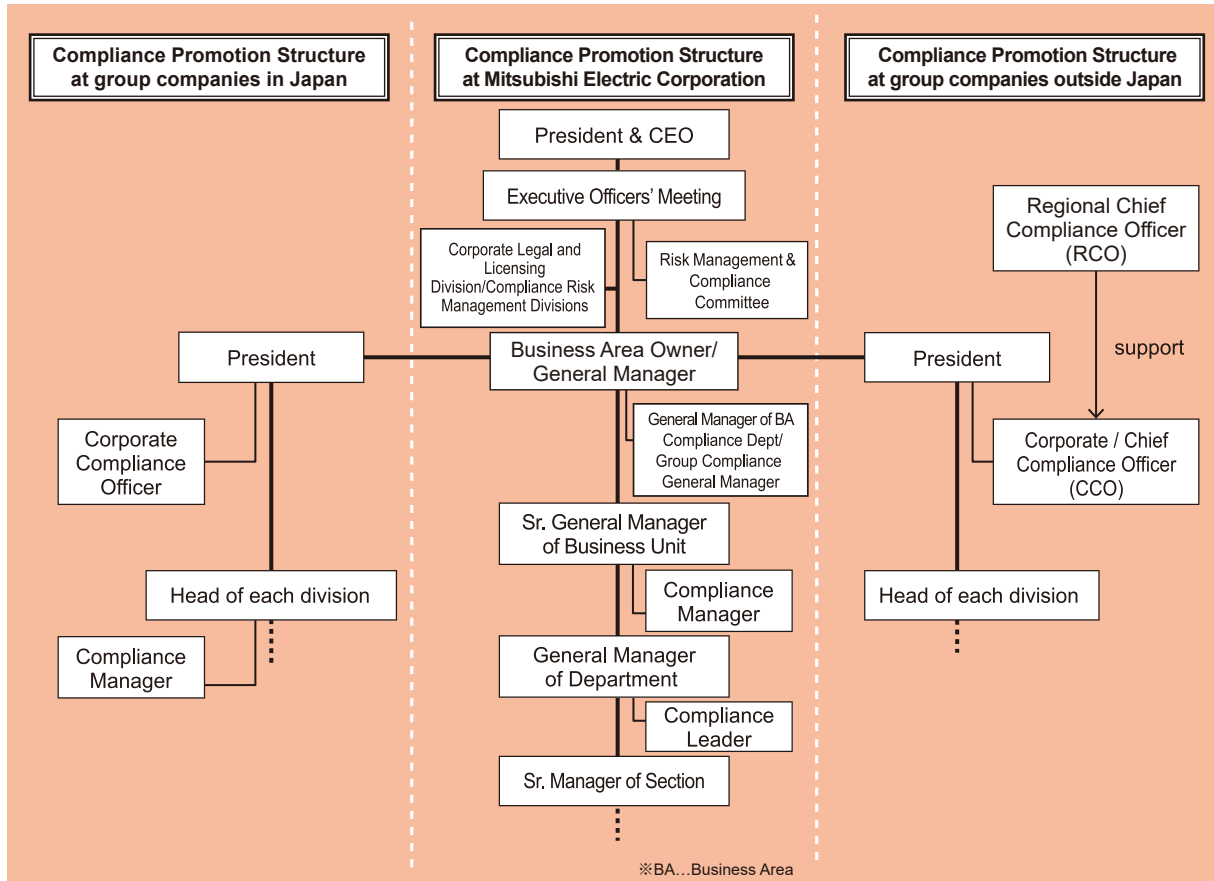 Compliance Promotion Structure
at group companies in Japan
Compliance Promotion Structure
at Mitsubishi Electric Corporation
Compliance Promotion Structure
at group companies outside Japan
President & CEO
Executive Officers' Meeting
Corporate Legal and
Licensing
Division/Compliance Risk
Management Divisions
Risk Management &
Compliance
Committee
Regional Chief
Compliance Officer
(RCO)
support
President
Business Area Owner/
General Manager
President
Corporate
Compliance
Officer
General Manager of BA
Compliance Dept/
Group Compliance
General Manager
Corporate / Chief
Compliance Officer
(CCO)
Sr. General Manager
of Business Unit
Head of each division
Compliance
Manager
Head of each division
Compliance
Manager
General Manager
of Department
Compliance
Leader
Sr. Manager of Section
※BA…Business Area